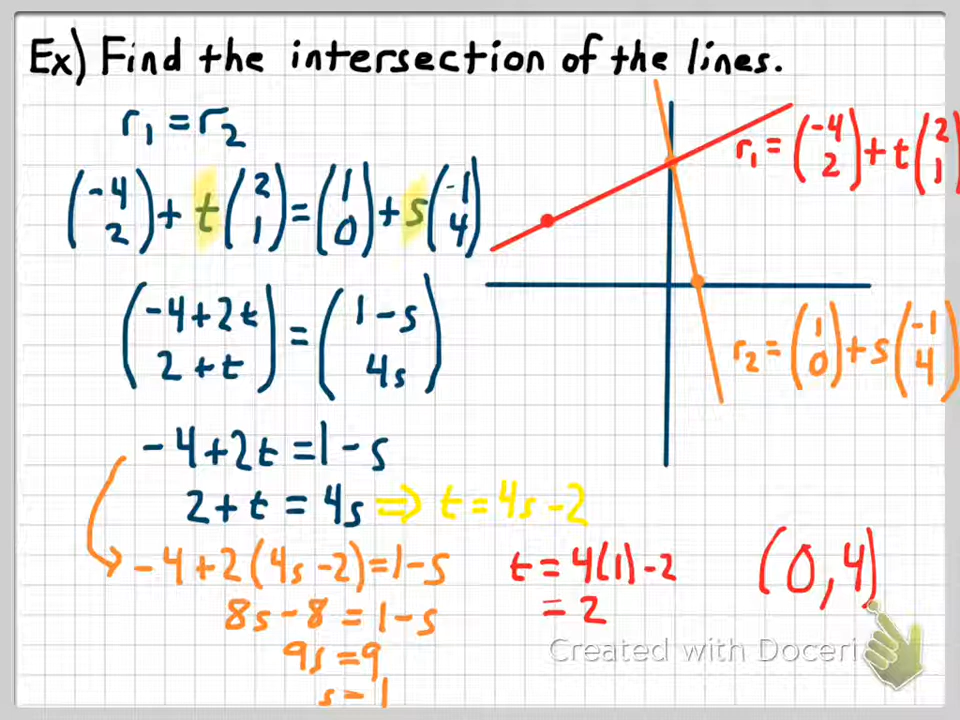 Ex) Find the intersection of the lines.
r₁ = r₂
(-4 2) + t (2 1) = (1 0) + s (-1 4)
(-4+2t 2+t) = (1-s 4s)
-4+2t = 1-s
2+t = 4s ⇒ t = 4s-2
-4+2(4s-2) = 1-s
8s-8 = 1-s
9s = 9
s = 1
r₁ = (-4 2) + t (2 1)
r₂ = (1 0) + s (-1 4)
t = 4(1)-2
= 2
(0,4)
Created with Doceri